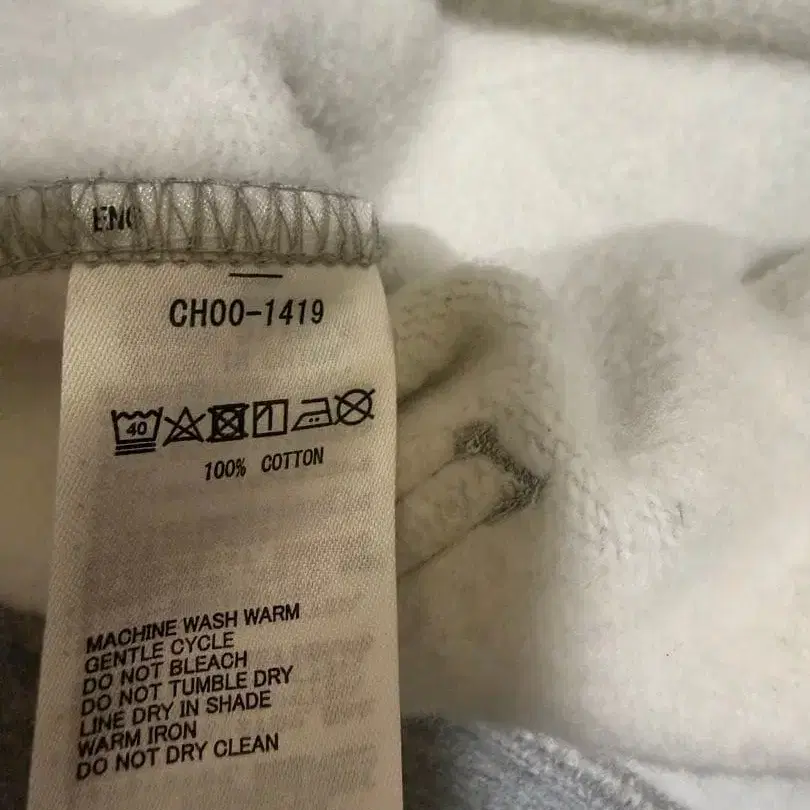 ENG
CH00-1419
40
100% COTTON
MACHINE WASH WARM
GENTLE CYCLE
DO NOT BLEACH
DO NOT TUMBLE DRY
LINE DRY IN SHADE
WARM IRON
DO NOT DRY CLEAN